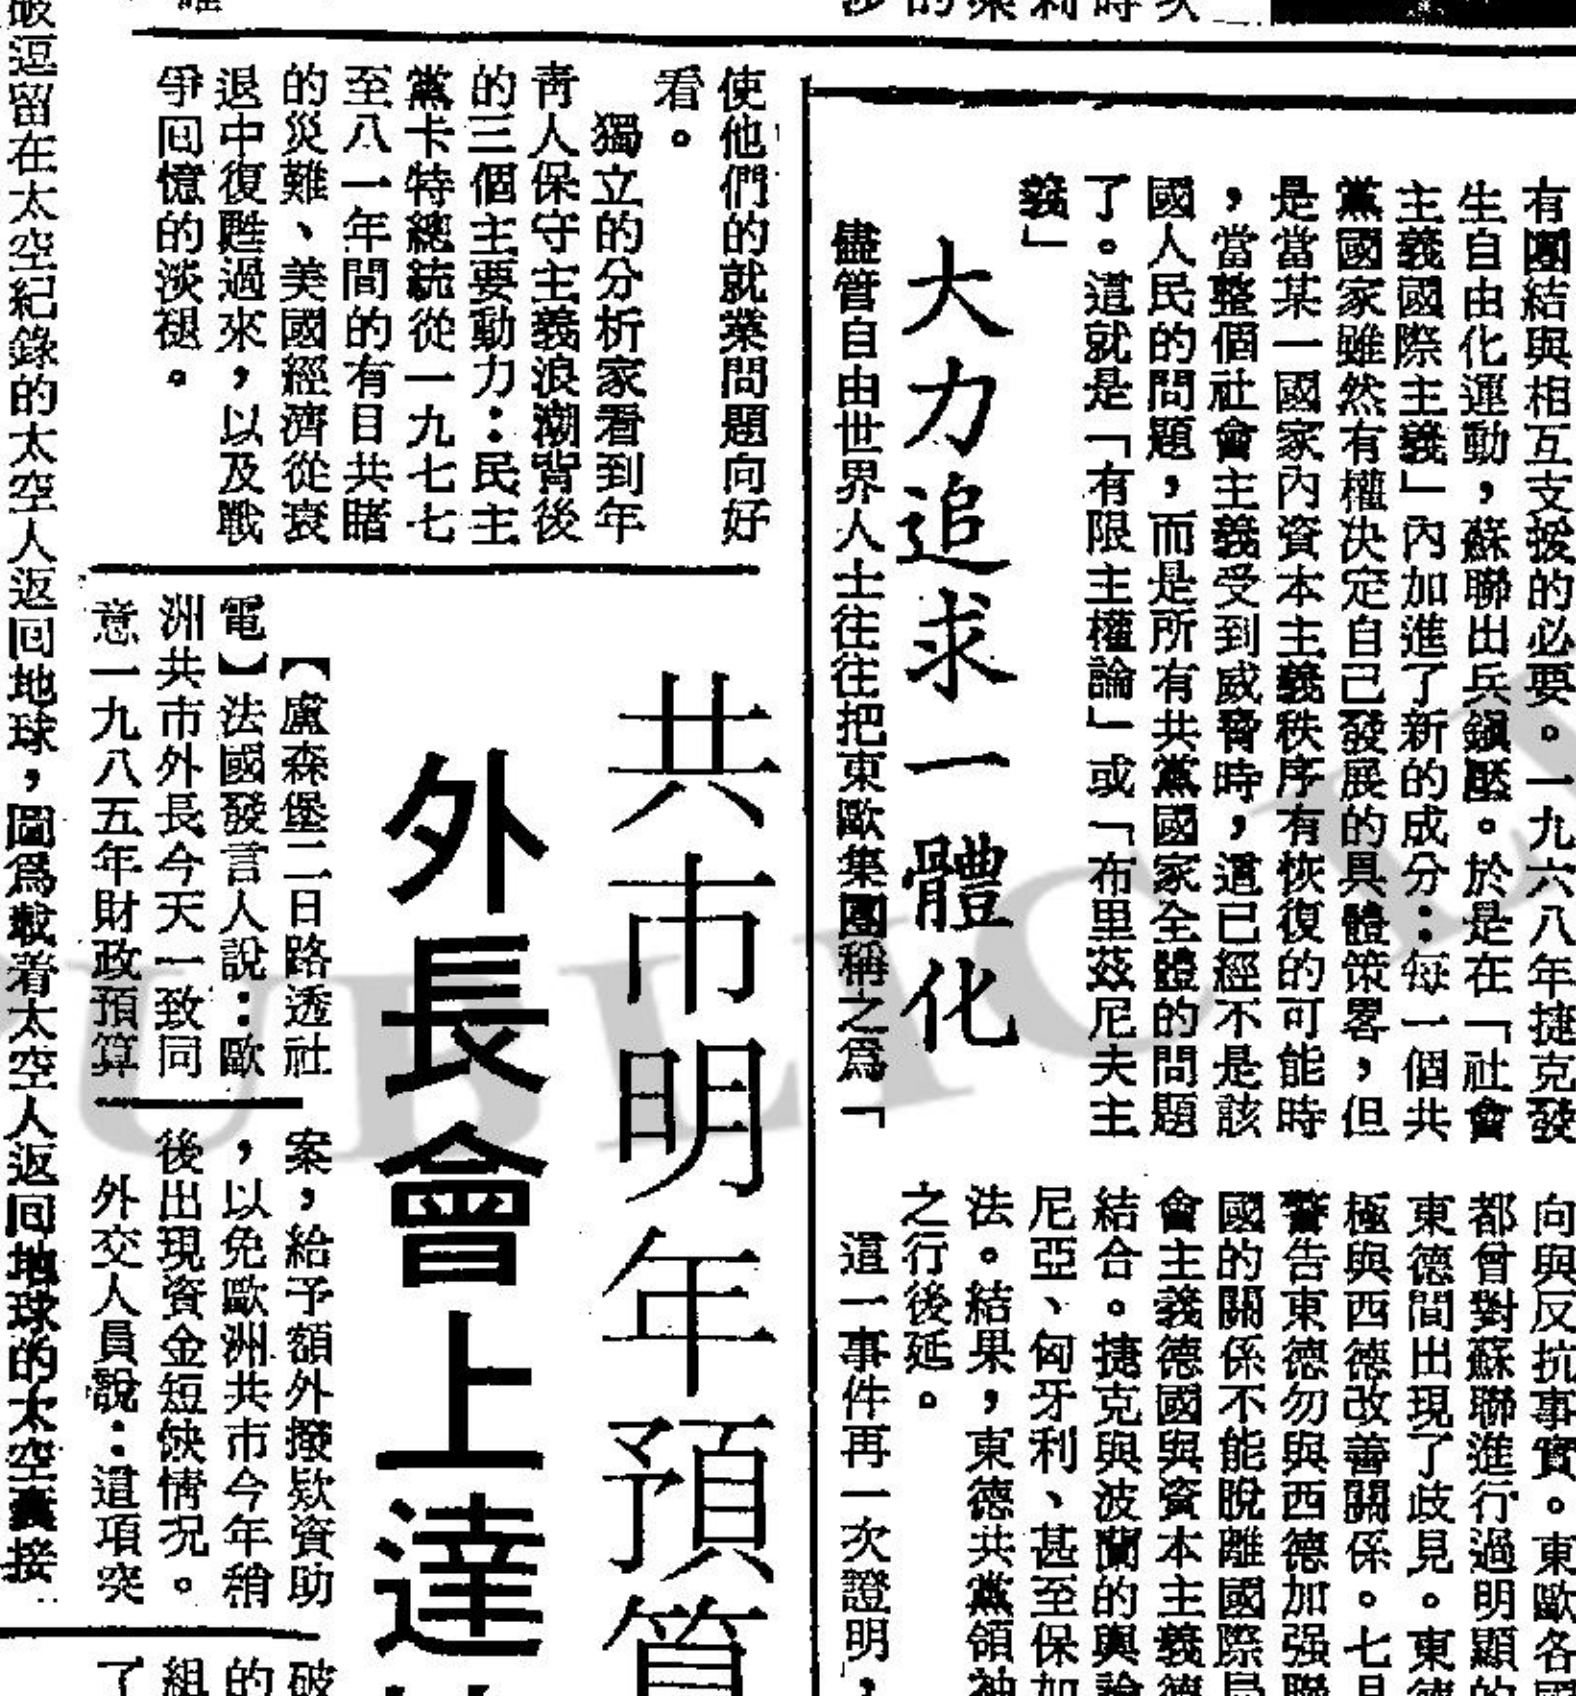 有團結與相互支援的必要。一九六八年捷克發
生自由化運動，蘇聯出兵鎮壓。於是在「社會
主義國際主義」內加進了新的成分：每一個共
黨國家雖然有權决定自己發展的具體策畧，但
是當某一國家內資本主義秩序有恢復的可能時
，當整個社會主義受到威脅時，這已經不是該
國人民的問題，而是所有共黨國家全體的問題
了。這就是「有限主權論」或「布里茲尼夫主
義」
大力追求一體化
儘管自由世界人士往往把東歐集團稱之為「
向與反抗事實。東歐各國
都曾對蘇聯進行過明顯的
東德間出現了歧見。東德
極與西德改善關係。七月
警告東德勿與西德加强聯
國的關係不能脫離國際局
會主義德國與資本主義德
結合。捷克與波蘭的輿論
尼亞、匈牙利、甚至保加
法。結果，東德共黨領袖
之行後延。
這一事件再一次證明，
使他們的就業問題向好
看。
獨立的分析家看到年
靑人保守主義浪潮背後
的三個主要動力：民主
黨卡特總統從一九七七
至八一年間的有目共睹
的災難、美國經濟從衰
退中復甦過來，以及戰
爭囘憶的淡褪。
共市明年預算
外長會上達
【盧森堡二日路透社
電】法國發言人說：歐
洲共市外長今天一致同
意一九八五年財政預算
案，給予額外撥欵資助
，以免歐洲共市今年稍
後出現資金短缺情況。
外交人員說：這項突
破
的
組
了
破逗留在太空紀錄的太空人返囘地球，圖爲載着太空人返囘地球的太空囊接
PUBLIC LI